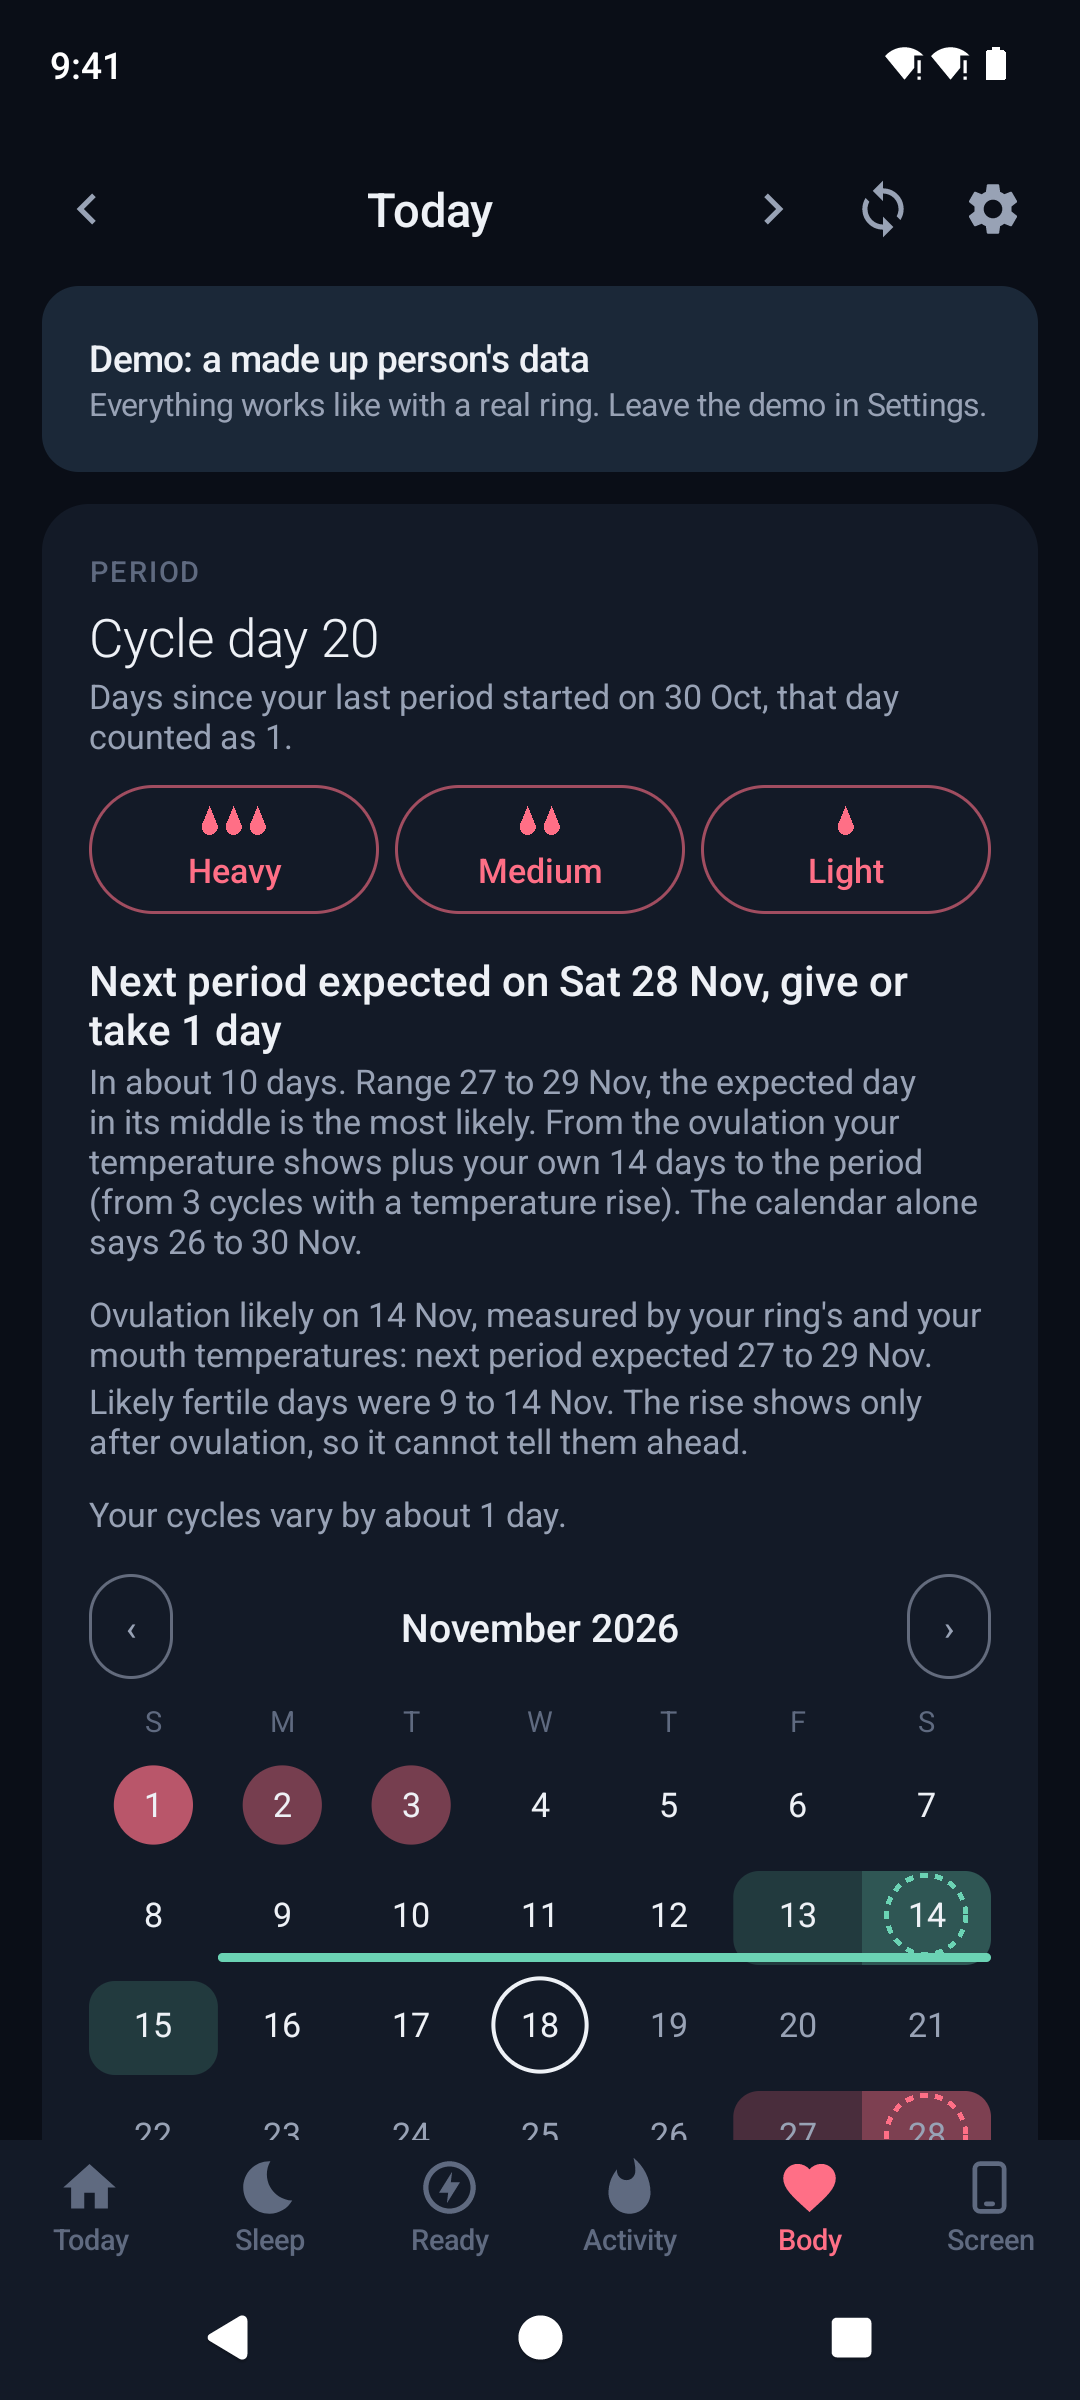 9:41
Today
Demo: a made up person's data
Everything works like with a real ring. Leave the demo in Settings.
PERIOD
Cycle day 20
Days since your last period started on 30 Oct, that day
counted as 1.
Heavy
Medium
Light
Next period expected on Sat 28 Nov, give or
take 1 day
In about 10 days. Range 27 to 29 Nov, the expected day
in its middle is the most likely. From the ovulation your
temperature shows plus your own 14 days to the period
(from 3 cycles with a temperature rise). The calendar alone
says 26 to 30 Nov.
Ovulation likely on 14 Nov, measured by your ring's and your
mouth temperatures: next period expected 27 to 29 Nov.
Likely fertile days were 9 to 14 Nov. The rise shows only
after ovulation, so it cannot tell them ahead.
Your cycles vary by about 1 day.
‹ November 2026 ›
S M T W T F S
1 2 3 4 5 6 7
8 9 10 11 12 13 14
15 16 17 18 19 20 21
22 23 24 25 26 27 28
Today Sleep Ready Activity Body Screen